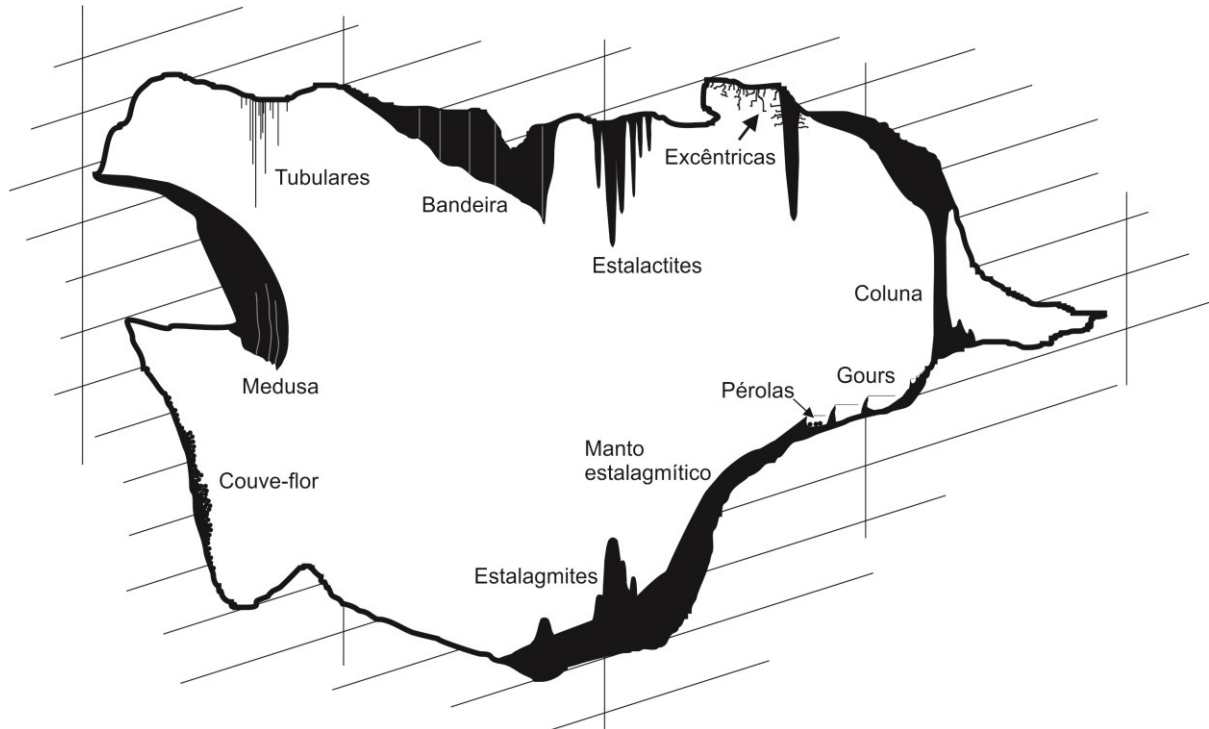 Tubulares
Bandeira
Estalactites
Excêntricas
Coluna
Medusa
Pérolas
Gours
Manto
estalagmítico
Couve-flor
Estalagmites